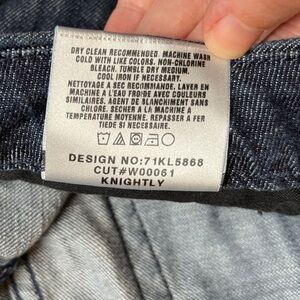 DRY CLEAN RECOMMENDED. MACHINE WASH
COLD WITH LIKE COLORS. NON-CHLORINE
BLEACH. TUMBLE DRY MEDIUM.
COOL IRON IF NECESSARY.
NETTOYAGE A SEC RECOMMANDEE, LAVER EN
MACHINE A L'EAU FROIDE AVEC COULEURS
SIMILAIRES. AGENT DE BLANCHIMENT SANS
CHLORE. SECHER A LA MACHINE A
TEMPERATURE MOYENNE. REPASSER A FER
TIEDE SI NECESSAIRE.
DESIGN NO:71KL5868
CUT#W00061
KNIGHTLY